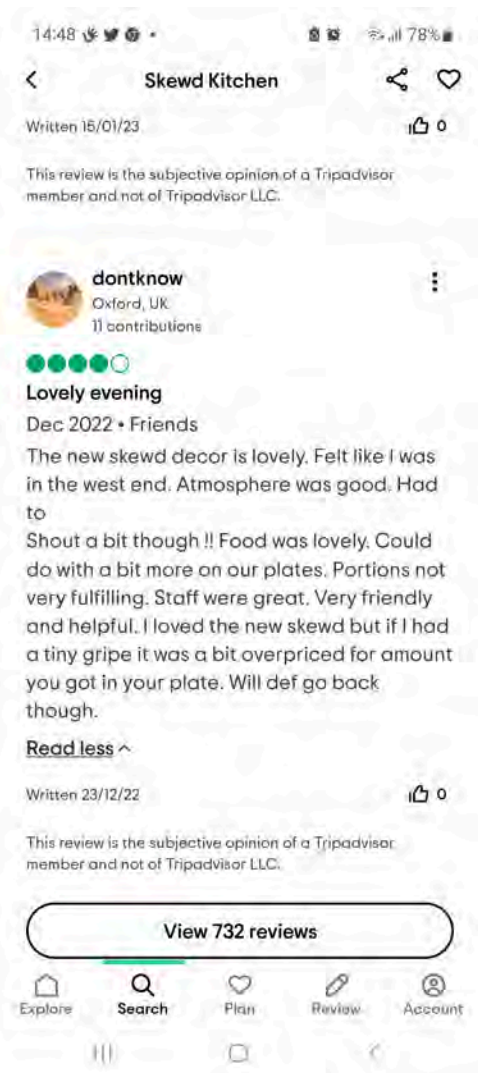 14:48
78%
Skewd Kitchen
Written 15/01/23
0
This review is the subjective opinion of a Tripadvisor
member and not of Tripadvisor LLC.
dontknow
Oxford, UK
11 contributions
Lovely evening
Dec 2022 • Friends
The new skewd decor is lovely. Felt like I was
in the west end. Atmosphere was good. Had
to
Shout a bit though !! Food was lovely. Could
do with a bit more on our plates. Portions not
very fulfilling. Staff were great. Very friendly
and helpful. I loved the new skewd but if I had
a tiny gripe it was a bit overpriced for amount
you got in your plate. Will def go back
though.
Read less
Written 23/12/22
0
This review is the subjective opinion of a Tripadvisor
member and not of Tripadvisor LLC.
View 732 reviews
Explore
Search
Plan
Review
Account